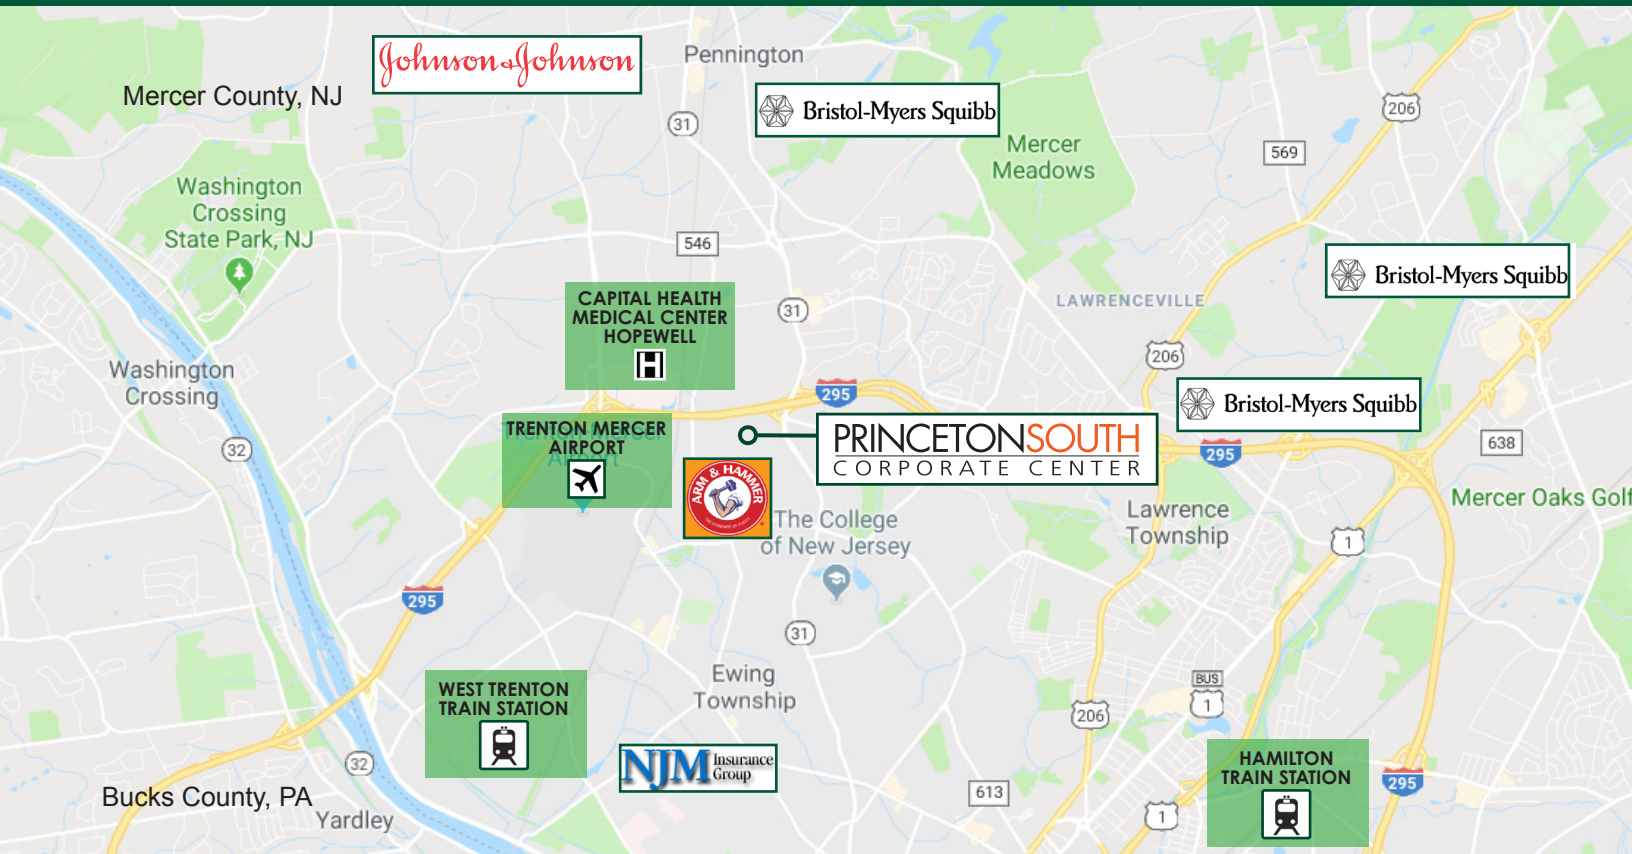 Johnson & Johnson
Pennington
Mercer County, NJ
Bristol-Myers Squibb
206
31
Mercer
Meadows
569
Washington
Crossing
State Park, NJ
546
Bristol-Myers Squibb
CAPITAL HEALTH
MEDICAL CENTER
HOPEWELL
H
31
LAWRENCEVILLE
206
Washington
Crossing
295
Bristol-Myers Squibb
TRENTON MERCER
AIRPORT
PRINCETONSOUTH
CORPORATE CENTER
32
295
638
ARM & HAMMER
THE STANDARD OF PURITY
Mercer Oaks Golf
The College
of New Jersey
Lawrence
Township
1
295
31
Ewing
Township
WEST TRENTON
TRAIN STATION
BUS
1
206
NJM Insurance
Group
32
HAMILTON
TRAIN STATION
295
613
Bucks County, PA
Yardley
1